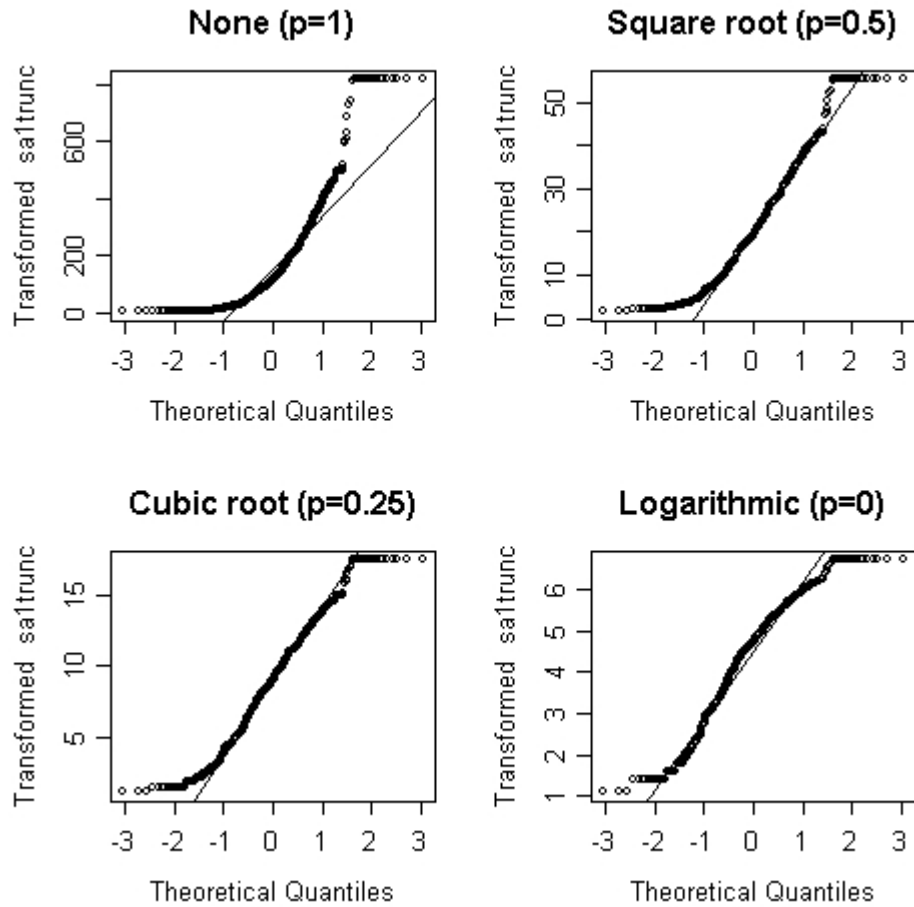 None (p=1)
Transformed sa1trunc
0 200 600
-3 -2 -1 0 1 2 3
Theoretical Quantiles
Square root (p=0.5)
Transformed sa1trunc
0 10 30 50
-3 -2 -1 0 1 2 3
Theoretical Quantiles
Cubic root (p=0.25)
Transformed sa1trunc
5 10 15
-3 -2 -1 0 1 2 3
Theoretical Quantiles
Logarithmic (p=0)
Transformed sa1trunc
1 2 3 4 5 6
-3 -2 -1 0 1 2 3
Theoretical Quantiles